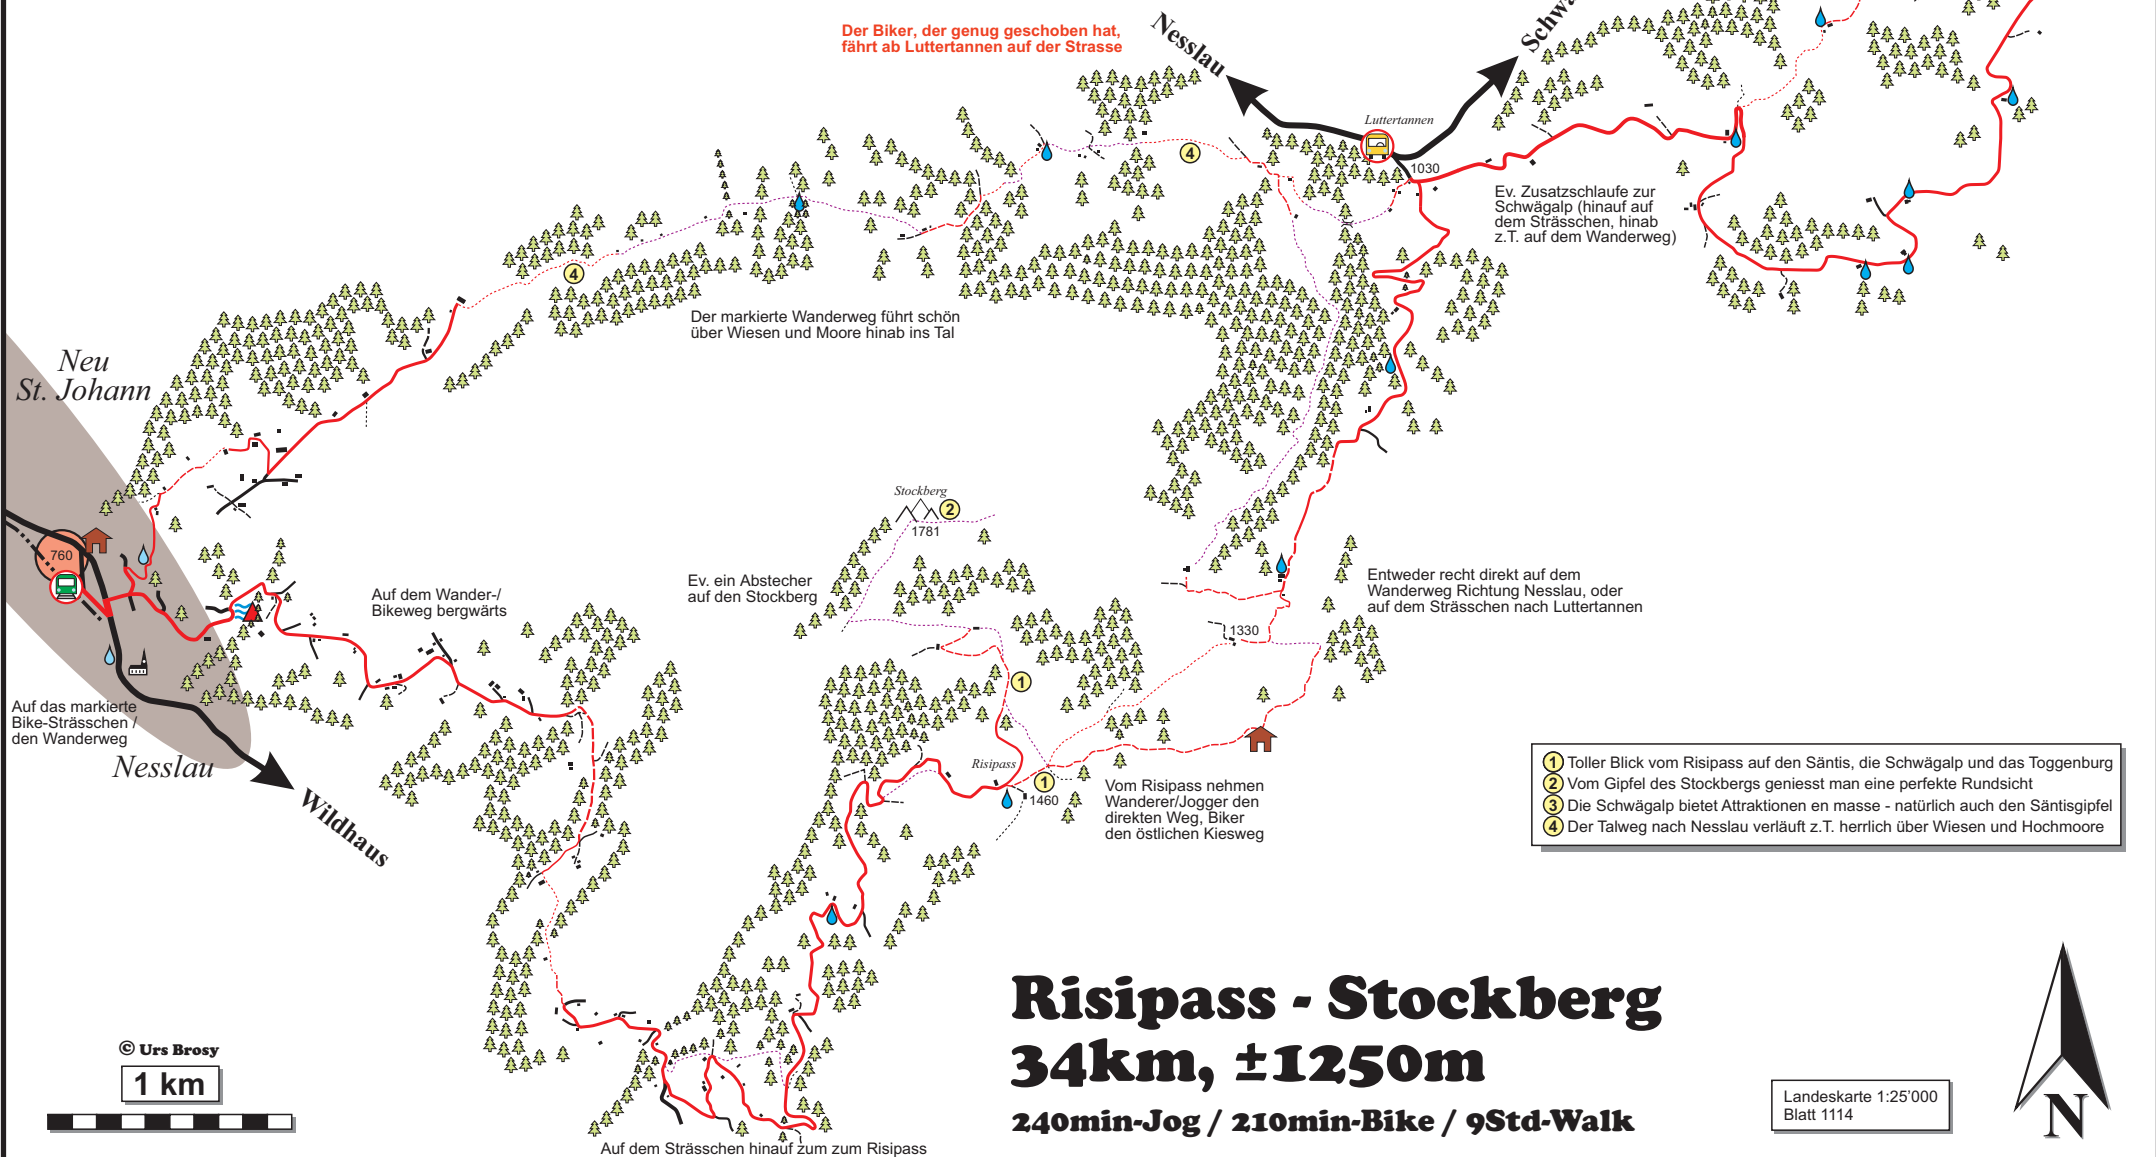 Der Biker, der genug geschoben hat,
fährt ab Luttertannen auf der Strasse
Nesslau
Luttertannen
1030
Ev. Zusatzschlaufe zur
Schwägalp (hinauf auf
dem Strässchen, hinab
z.T. auf dem Wanderweg)
4
4
Der markierte Wanderweg führt schön
über Wiesen und Moore hinab ins Tal
Neu
St. Johann
760
Stockberg
2
1781
Ev. ein Abstecher
auf den Stockberg
Auf dem Wander-/
Bikeweg bergwärts
Entweder recht direkt auf dem
Wanderweg Richtung Nesslau, oder
auf dem Strässchen nach Luttertannen
1330
1
Auf das markierte
Bike-Strässchen /
den Wanderweg
Nesslau
Wildhaus
Risipass
1
1460
Vom Risipass nehmen
Wanderer/Jogger den
direkten Weg, Biker
den östlichen Kiesweg
1 Toller Blick vom Risipass auf den Säntis, die Schwägalp und das Toggenburg
2 Vom Gipfel des Stockbergs geniesst man eine perfekte Rundsicht
3 Die Schwägalp bietet Attraktionen en masse - natürlich auch den Säntisgipfel
4 Der Talweg nach Nesslau verläuft z.T. herrlich über Wiesen und Hochmoore
Risipass - Stockberg
34km, ±1250m
240min-Jog / 210min-Bike / 9Std-Walk
© Urs Brosy
1 km
Auf dem Strässchen hinauf zum zum Risipass
Landeskarte 1:25'000
Blatt 1114
N